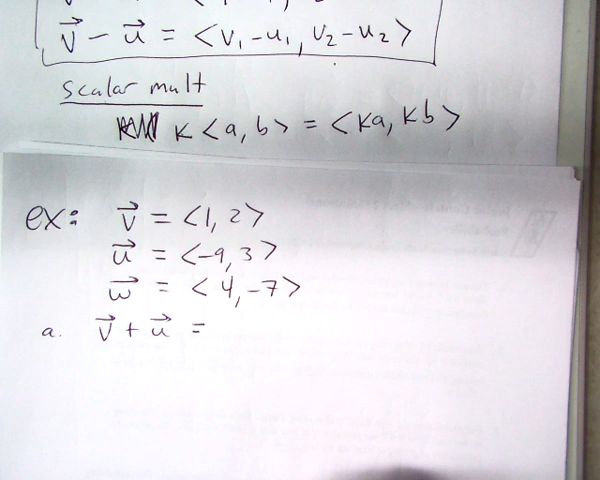 v⃗ − u⃗ = <v₁ − u₁, v₂ − u₂>
scalar mult
k <a, b> = <ka, kb>
ex: v⃗ = <1, 2>
u⃗ = <-9, 3>
w⃗ = <4, -7>
a. v⃗ + u⃗ =